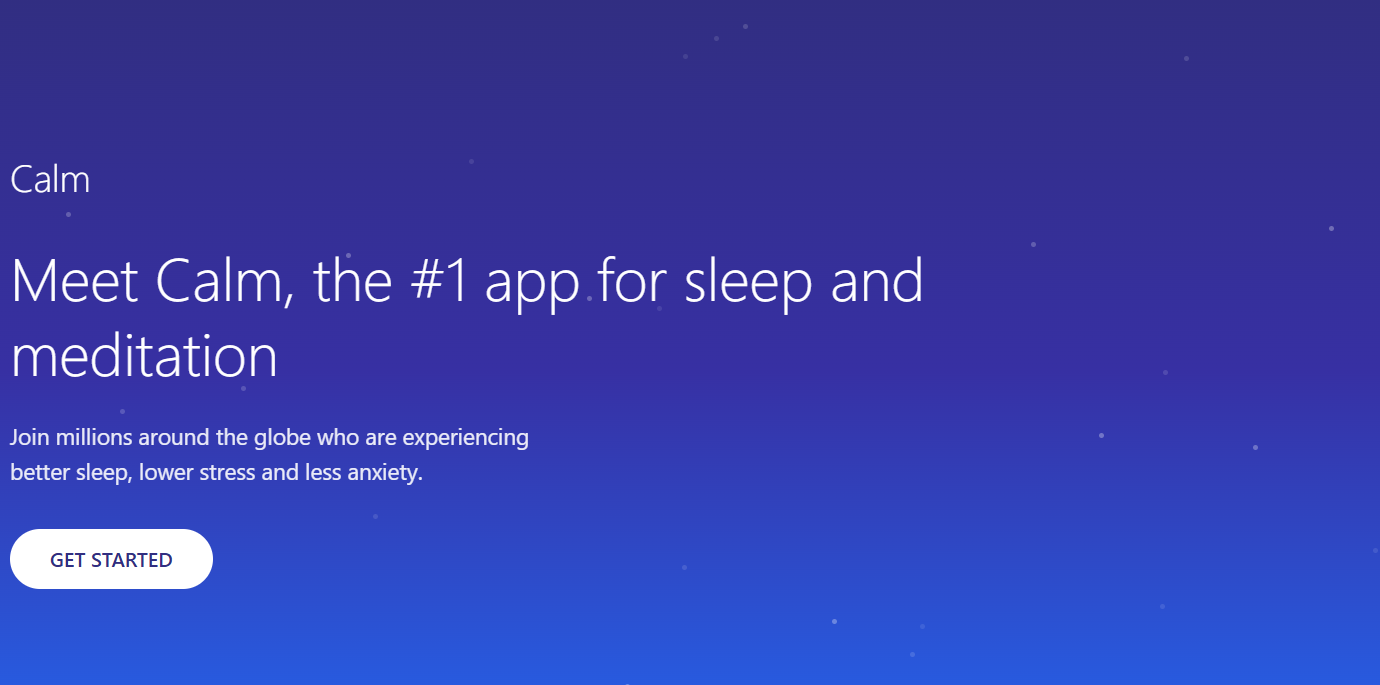 Calm
Meet Calm, the #1 app for sleep and
meditation
Join millions around the globe who are experiencing
better sleep, lower stress and less anxiety.
GET STARTED